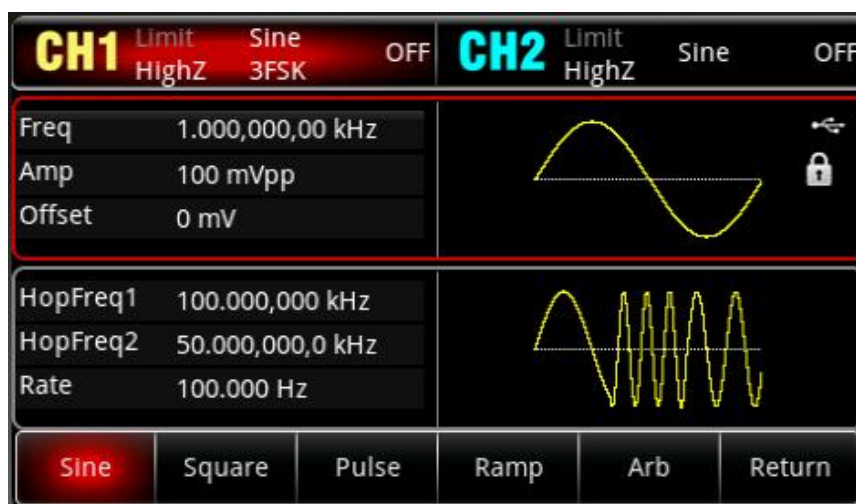 CH1 Limit Sine OFF CH2 Limit Sine OFF
HighZ 3FSK HighZ
Freq 1.000,000,00 kHz
Amp 100 mVpp
Offset 0 mV
HopFreq1 100.000,000 kHz
HopFreq2 50.000,000,0 kHz
Rate 100.000 Hz
Sine Square Pulse Ramp Arb Return